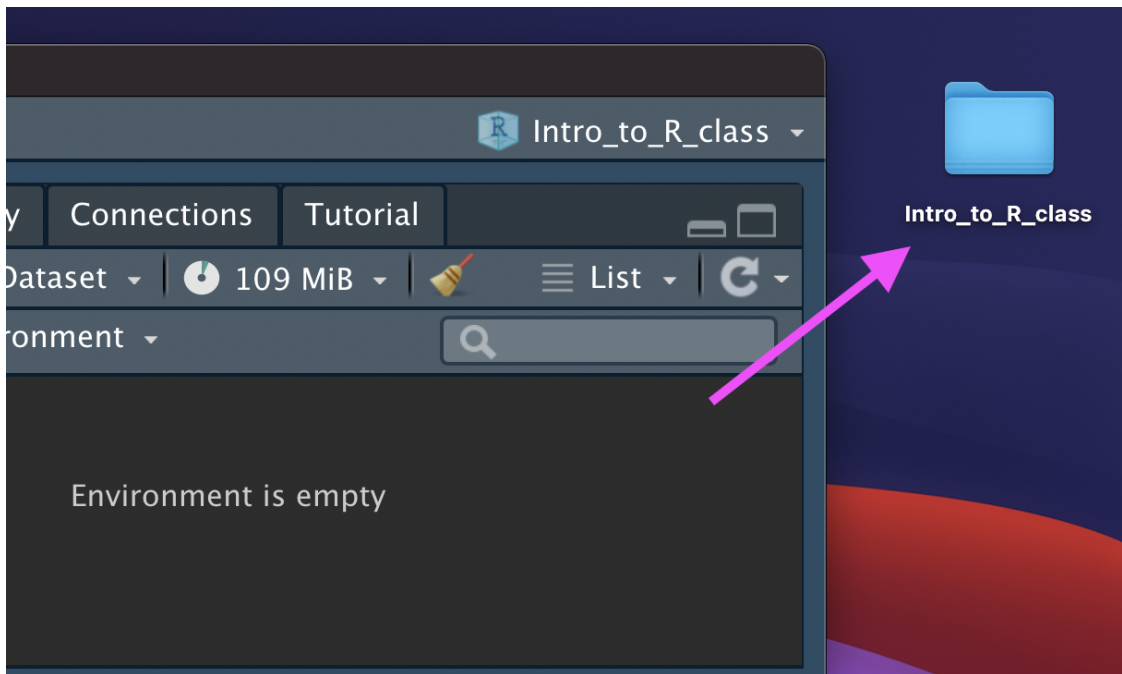 Intro_to_R_class
Intro_to_R_class
y Connections Tutorial
Dataset 109 MiB List
ronment
Environment is empty